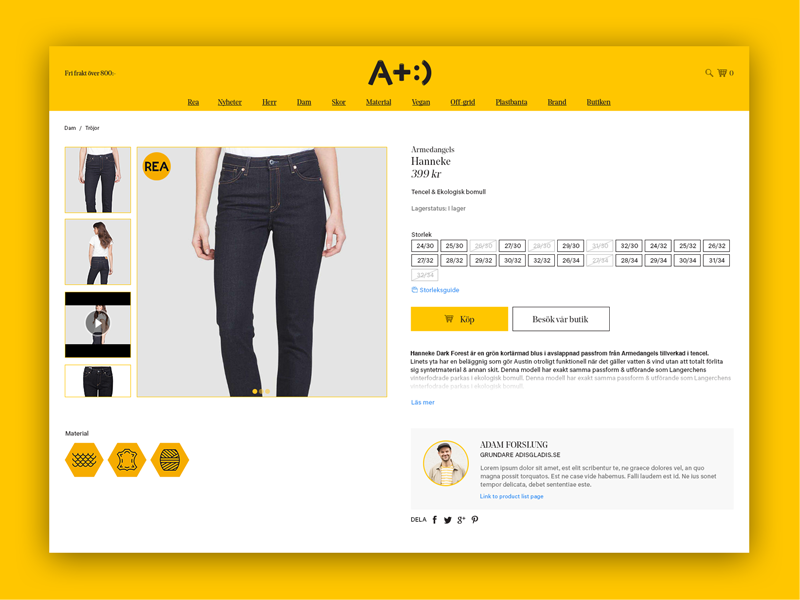 Fri frakt över 800:-
A+:)
0
Rea Nyheter Herr Dam Skor Material Vegan Off-grid Plastbanta Brand Butiken
Dam / Tröjor
REA
Armedangels
Hanneke
399 kr
Tencel & Ekologisk bomull
Lagerstatus: I lager
Storlek
24/30 25/30 26/30 27/30 28/30 29/30 31/30 32/30 24/32 25/32 26/32
27/32 28/32 29/32 30/32 32/32 26/34 27/34 28/34 29/34 30/34 31/34
32/34
Storleksguide
Köp
Besök vår butik
Hanneke Dark Forest är en grön kortärmad blus i avslappnad passfrom från Armedangels tillverkad i tencel.
Linets yta har en beläggnig som gör Austin otroligt funktionell när det gäller vatten & vind utan att totalt förlita
sig syntetmaterial & annan skit. Denna modell har exakt samma passform & utförande som Langerchens
vinterfodrade parkas i ekologisk bomull. Denna modell har exakt samma passform & utförande som Langerchens
vinterfodrade parkas i ekologisk bomull.
Läs mer
Material
ADAM FORSLUNG
GRUNDARE ADISGLADIS.SE
Lorem ipsum dolor sit amet, est elit scribentur te, ne graece dolores vel, an quo
magna possit torquatos. Est ne case vide habemus. Falli laudem est id. Ne ius sonet
tempor delicata, debet sententiae este.
Link to product list page
DELA